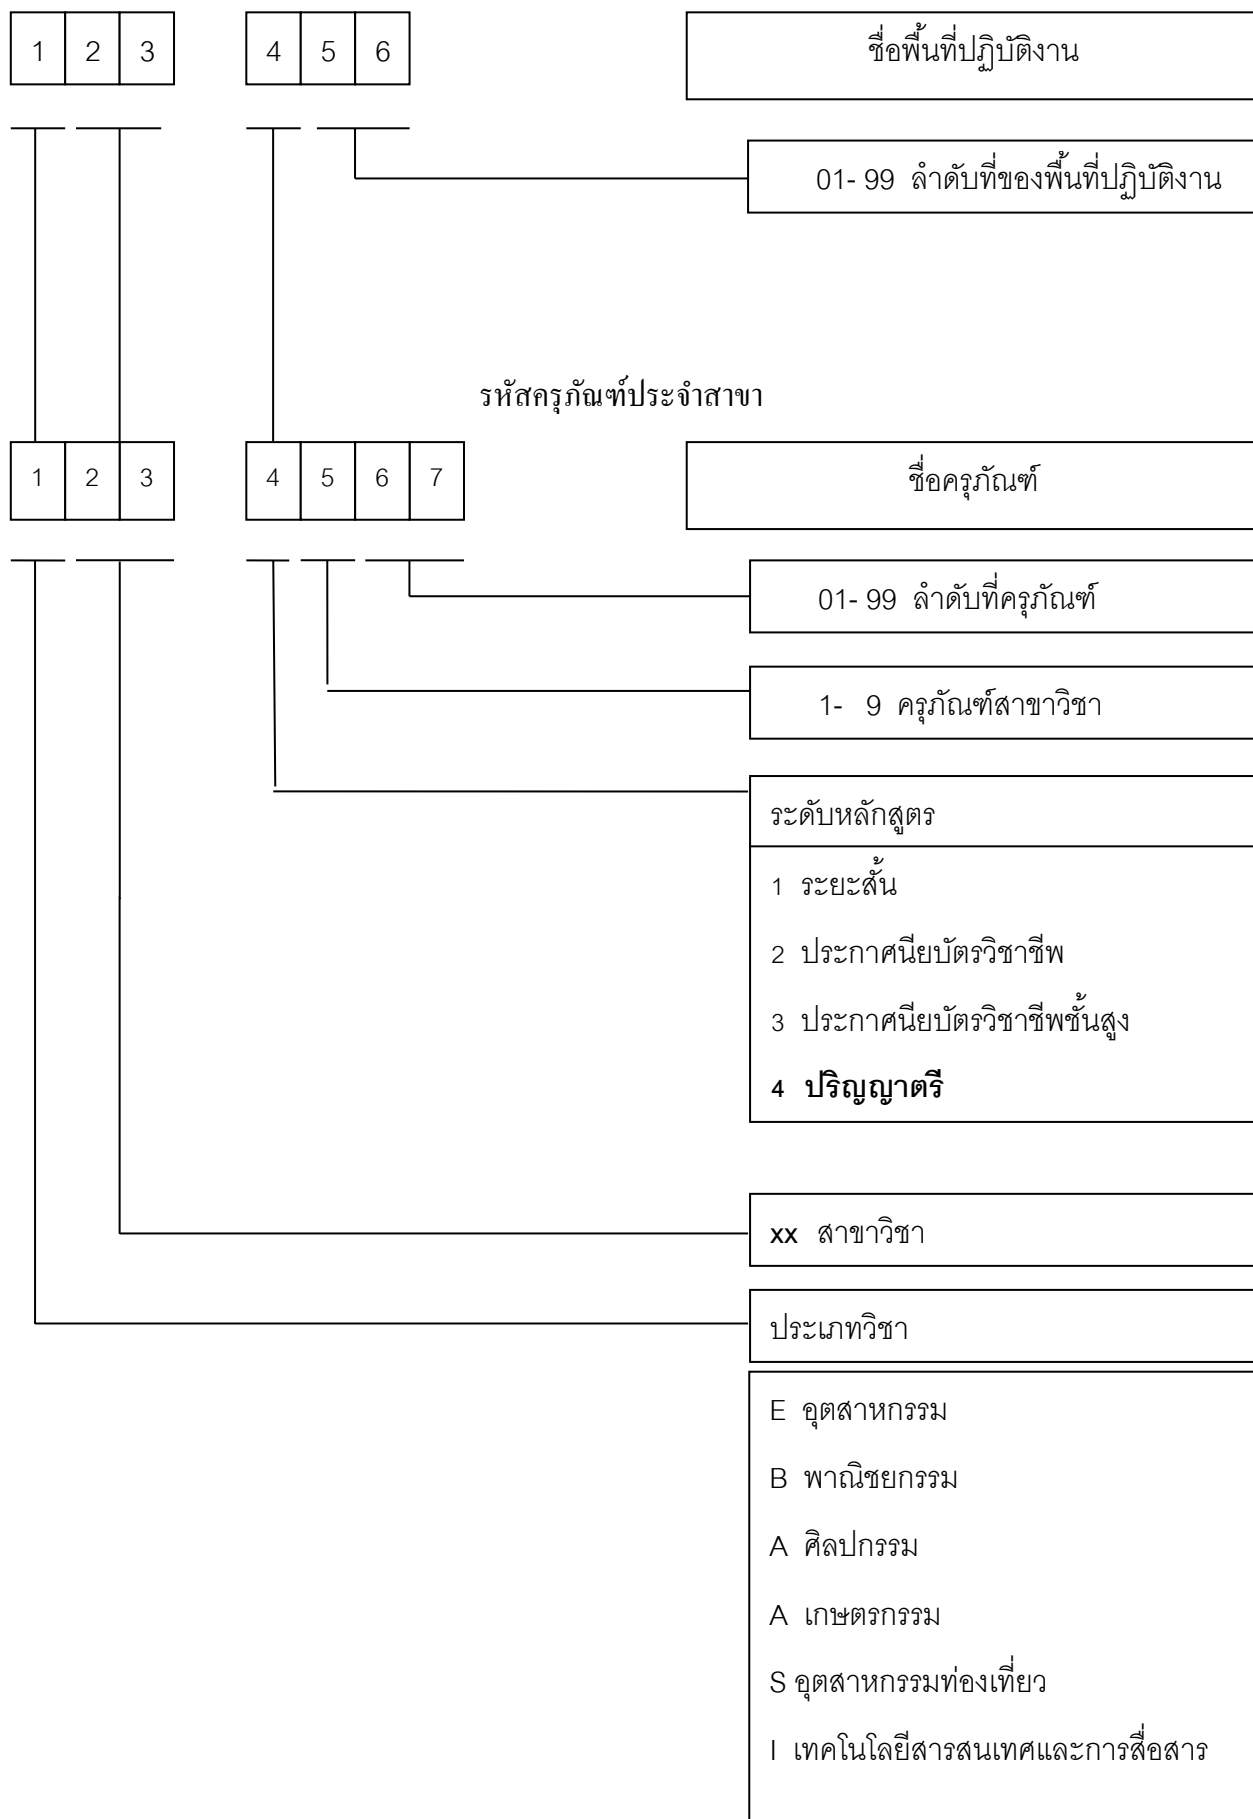 1 2 3 4 5 6 ชื่อพื้นที่ปฏิบัติงาน
01- 99 ลำดับที่ของพื้นที่ปฏิบัติงาน
รหัสครุภัณฑ์ประจำสาขา
1 2 3 4 5 6 7 ชื่อครุภัณฑ์
01- 99 ลำดับที่ครุภัณฑ์
1- 9 ครุภัณฑ์สาขาวิชา
ระดับหลักสูตร
1 ระยะสั้น
2 ประกาศนียบัตรวิชาชีพ
3 ประกาศนียบัตรวิชาชีพชั้นสูง
4 ปริญญาตรี
xx สาขาวิชา
ประเภทวิชา
E อุตสาหกรรม
B พาณิชยกรรม
A ศิลปกรรม
A เกษตรกรรม
S อุตสาหกรรมท่องเที่ยว
I เทคโนโลยีสารสนเทศและการสื่อสาร